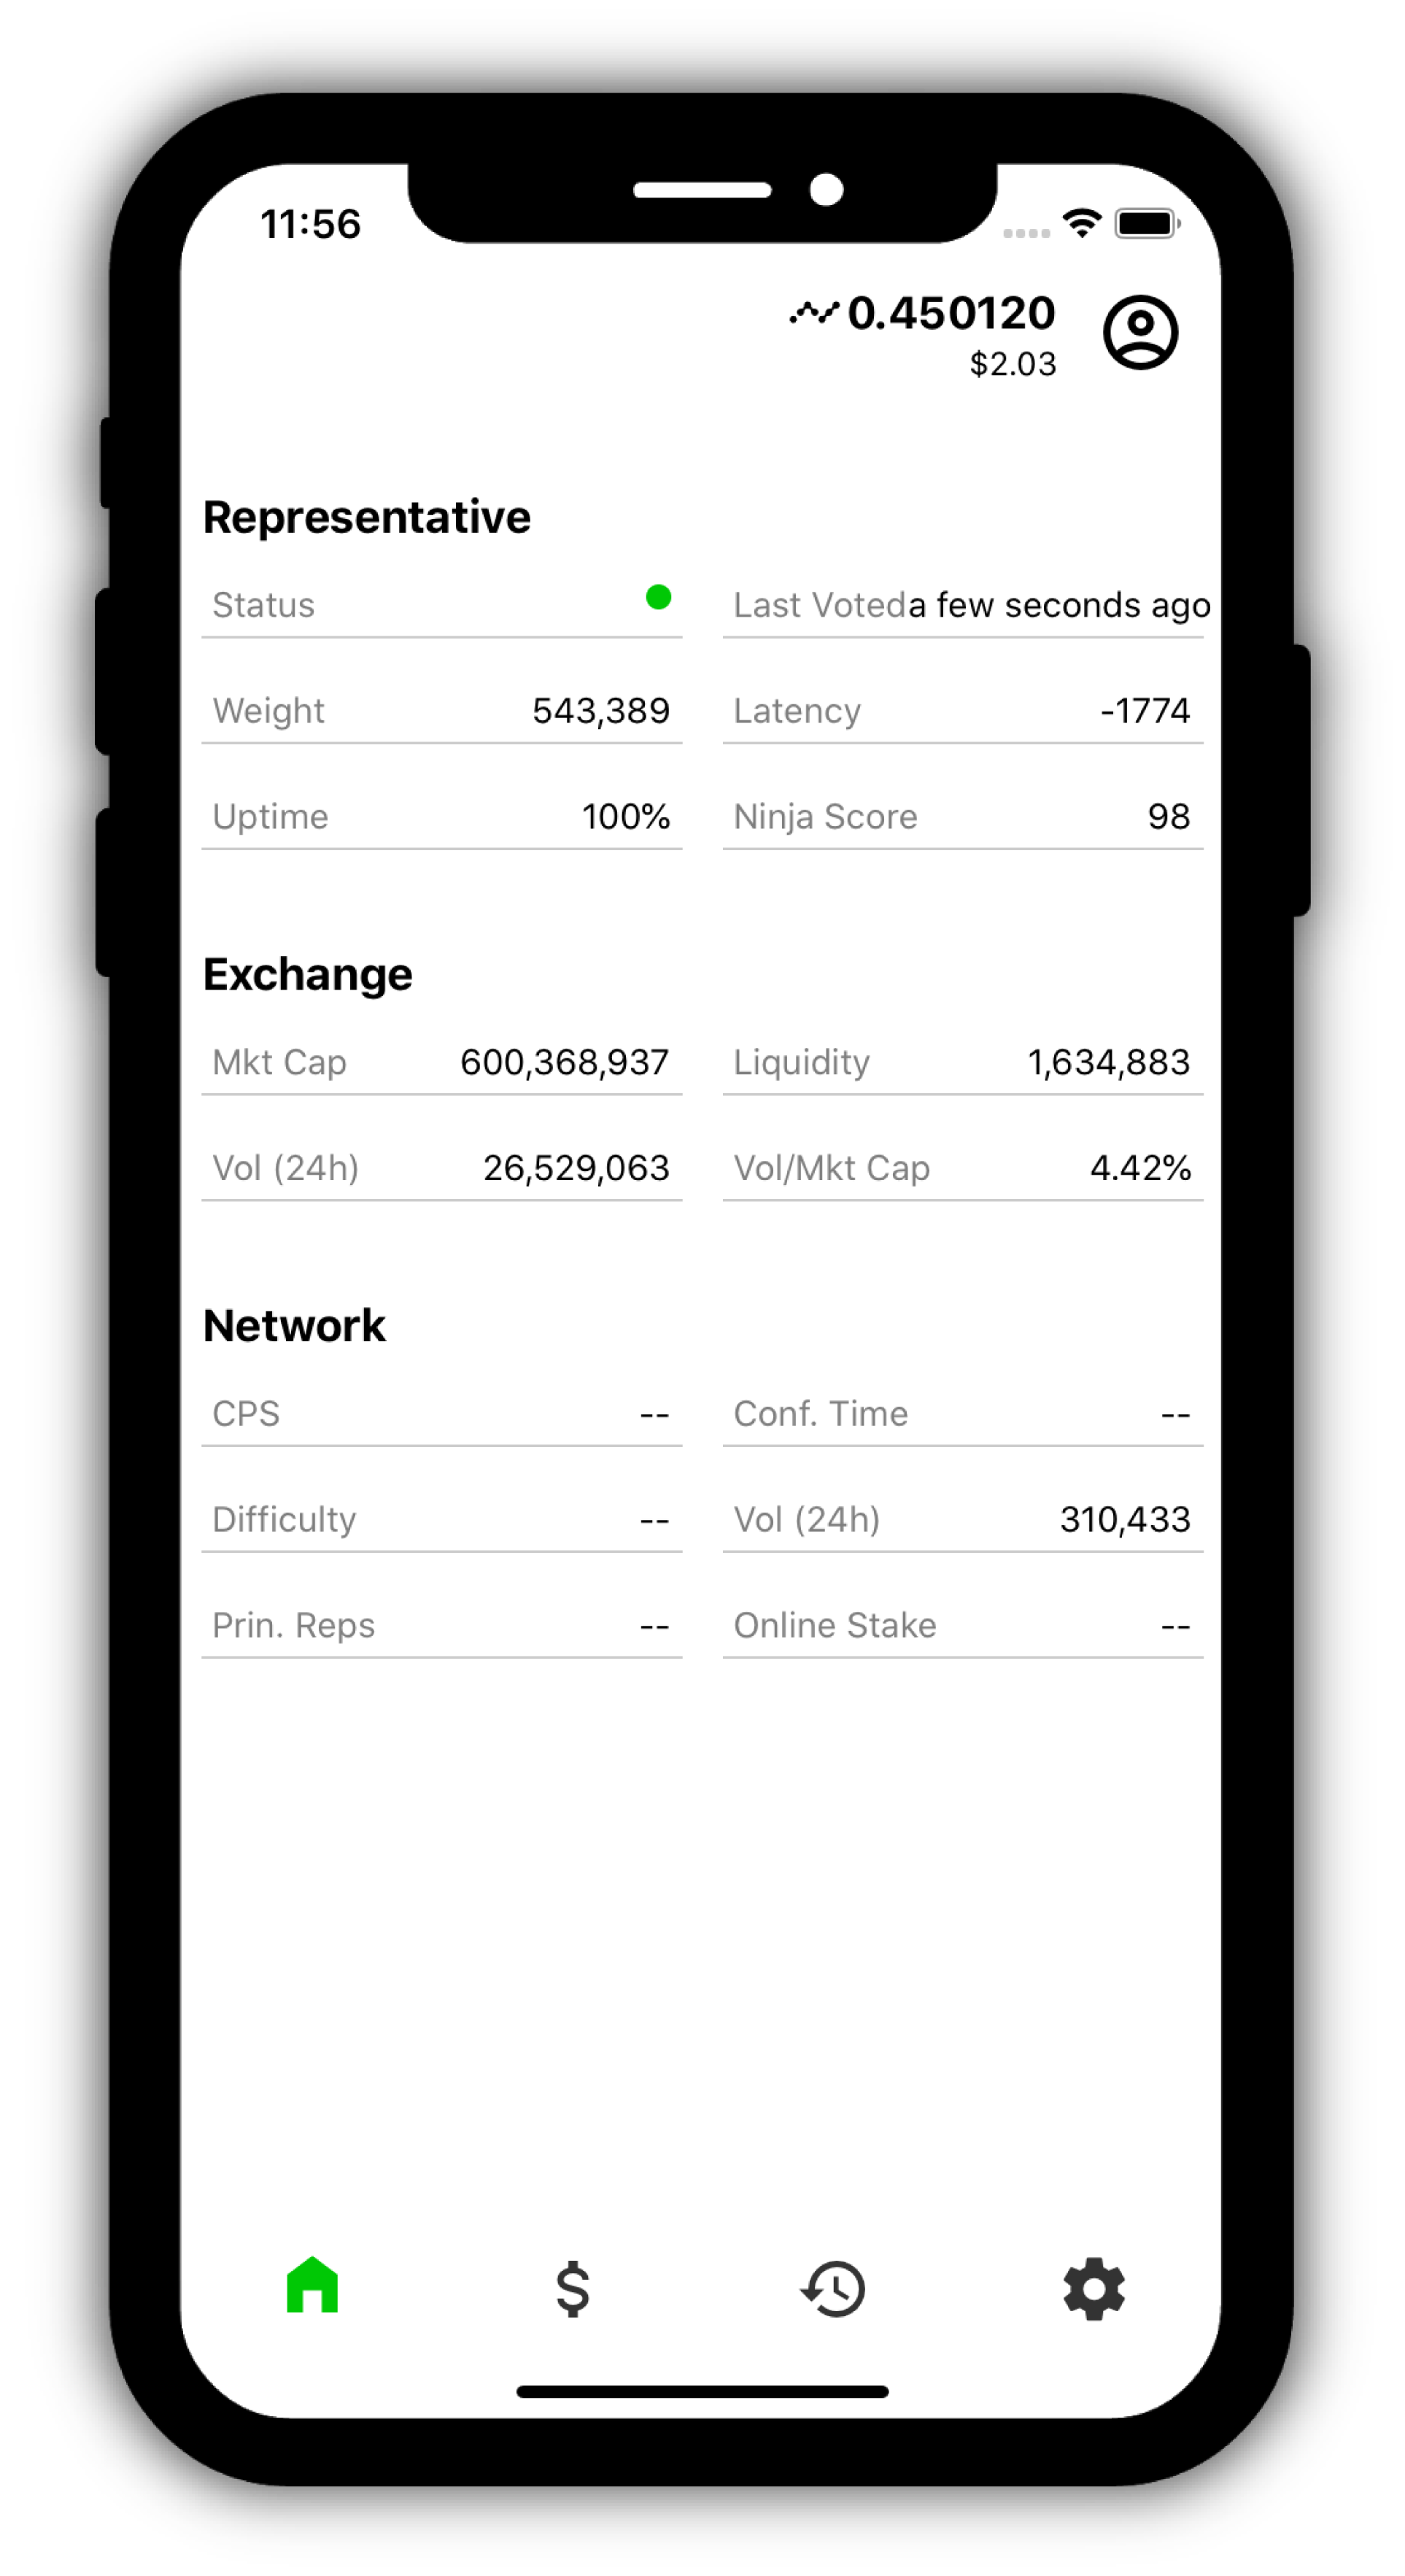 11:56
0.450120
$2.03
Representative
Status
Last Voted a few seconds ago
Weight 543,389
Latency -1774
Uptime 100%
Ninja Score 98
Exchange
Mkt Cap 600,368,937
Liquidity 1,634,883
Vol (24h) 26,529,063
Vol/Mkt Cap 4.42%
Network
CPS --
Conf. Time --
Difficulty --
Vol (24h) 310,433
Prin. Reps --
Online Stake --